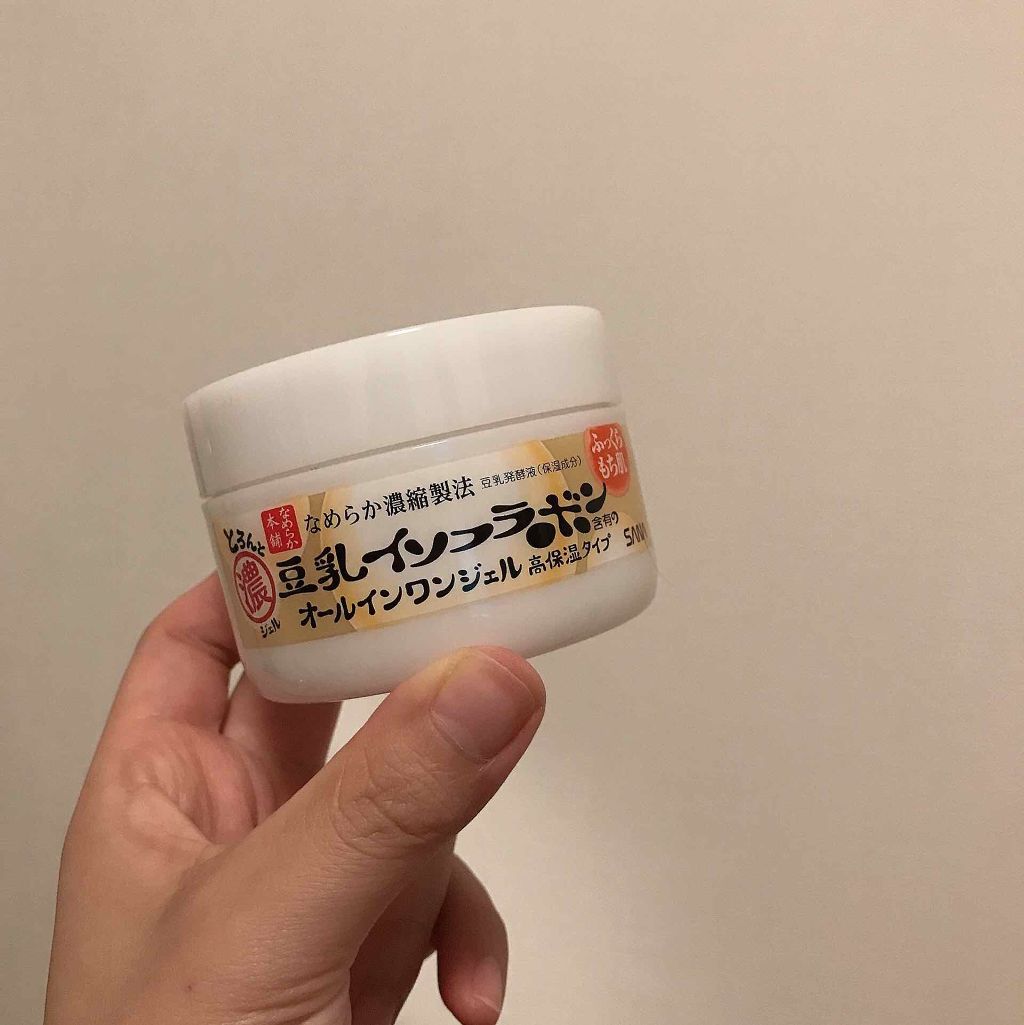 なめらか
本舗
なめらか濃縮製法 豆乳発酵液(保湿成分)
ふっくら
もち肌
とろんと
濃
ジェル
豆乳イソフラボン含有の
オールインワンジェル 高保湿タイプ
SANA